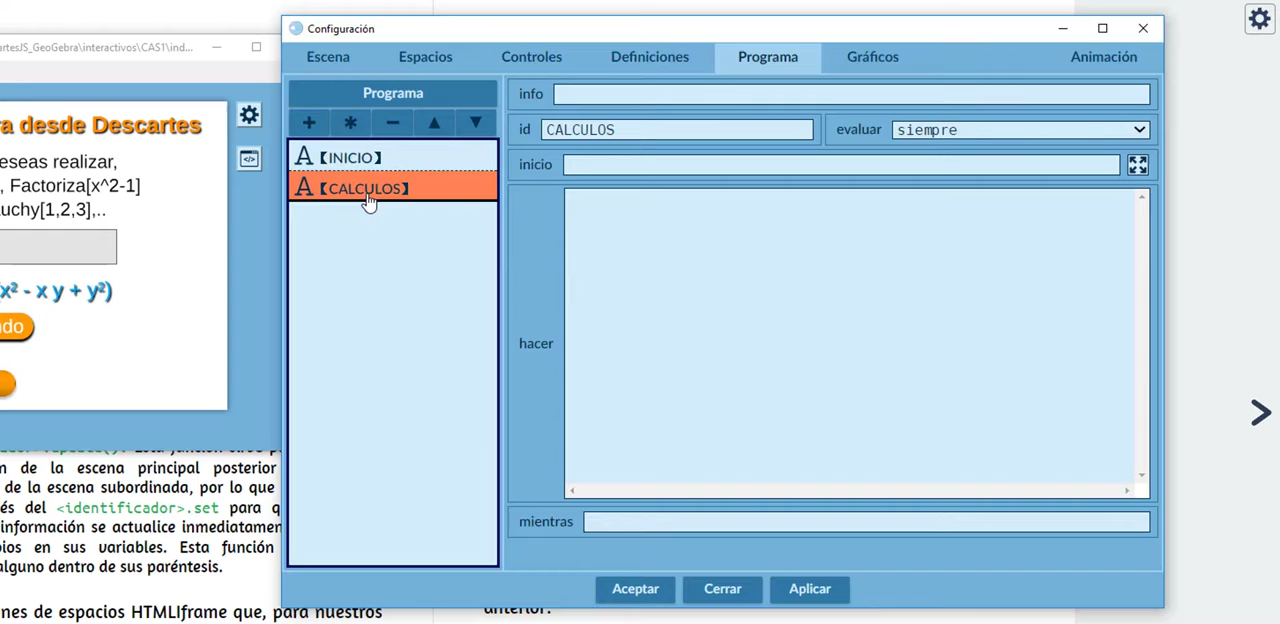 artesJS_GeoGebra\interactivos\CAS1\ind...
Configuración
Escena
Espacios
Controles
Definiciones
Programa
Gráficos
Animación
Programa
+ * − ▲ ▼
A【INICIO】
A【CALCULOS】
info
id CALCULOS
evaluar siempre
inicio
hacer
mientras
Aceptar
Cerrar
Aplicar
a desde Descartes
eseas realizar,
, Factoriza[x^2-1]
uchy[1,2,3],..
(x² - x y + y²)
ndo
de la escena principal posterior
de la escena subordinada, por lo que
és del <identificador>.set para q
información se actualice inmediatamen
ios en sus variables. Esta función
alguno dentro de sus paréntesis.
nes de espacios HTMLIframe que, para nuestros
anterior.